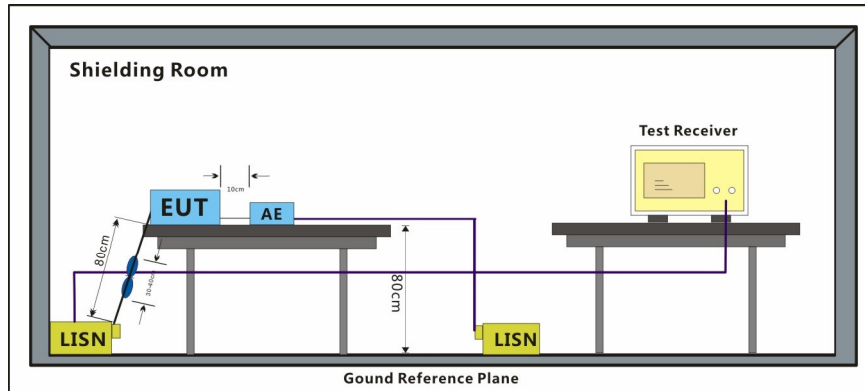 Shielding Room
Test Receiver
10cm
EUT
AE
80cm
30-40cm
80cm
LISN
LISN
Gound Reference Plane